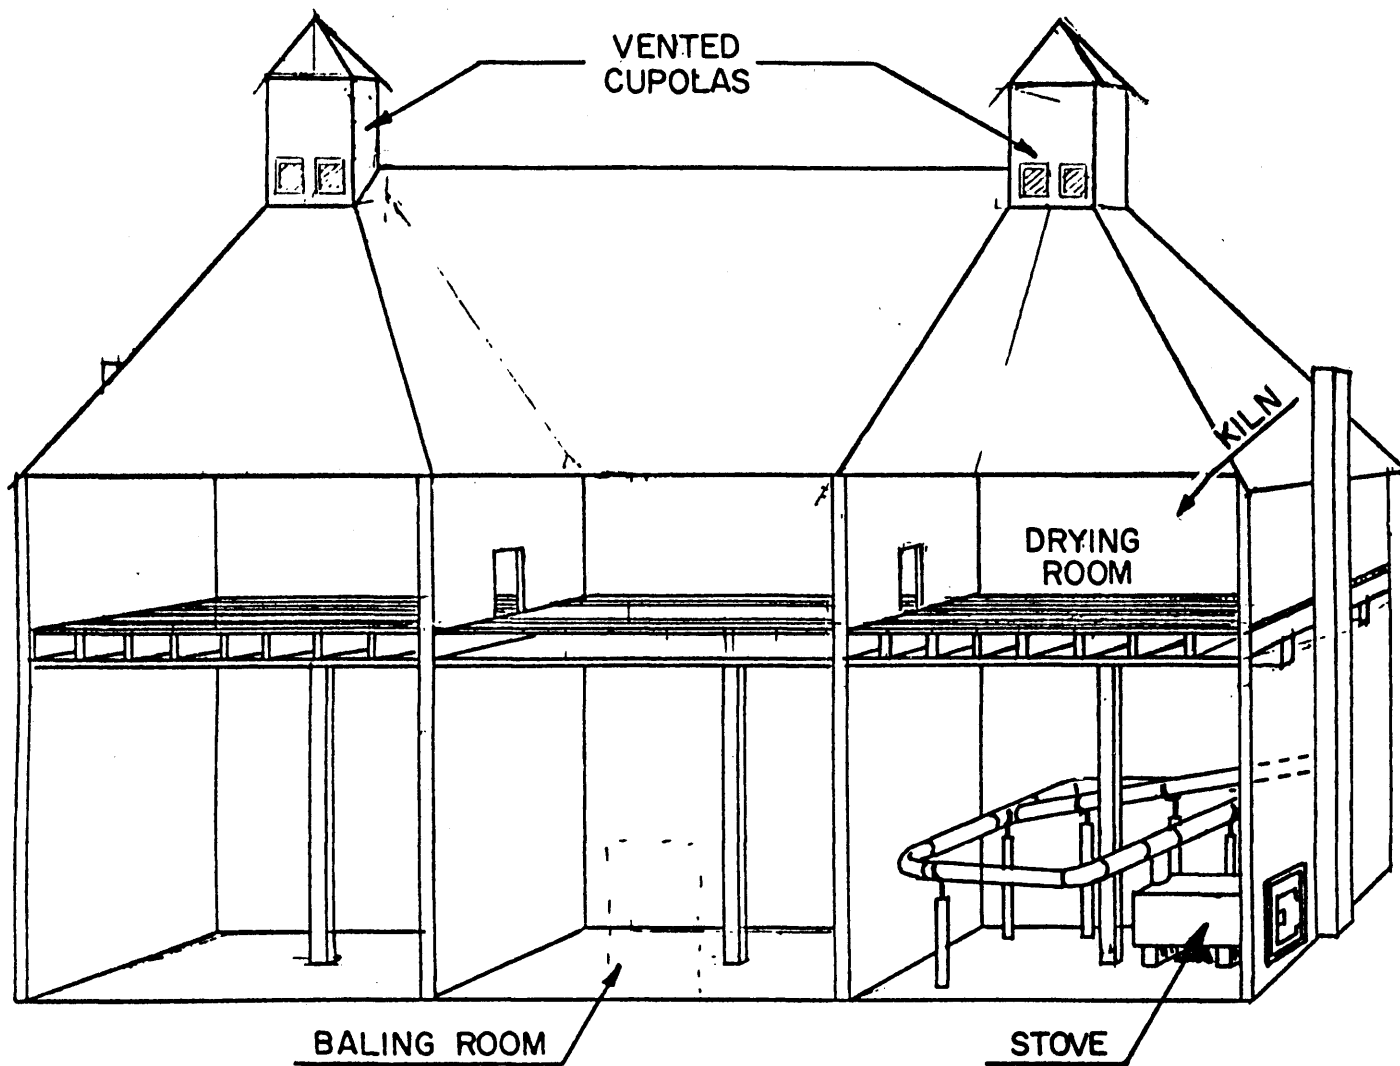 VENTED
CUPOLAS
KILN
DRYING
ROOM
BALING ROOM
STOVE